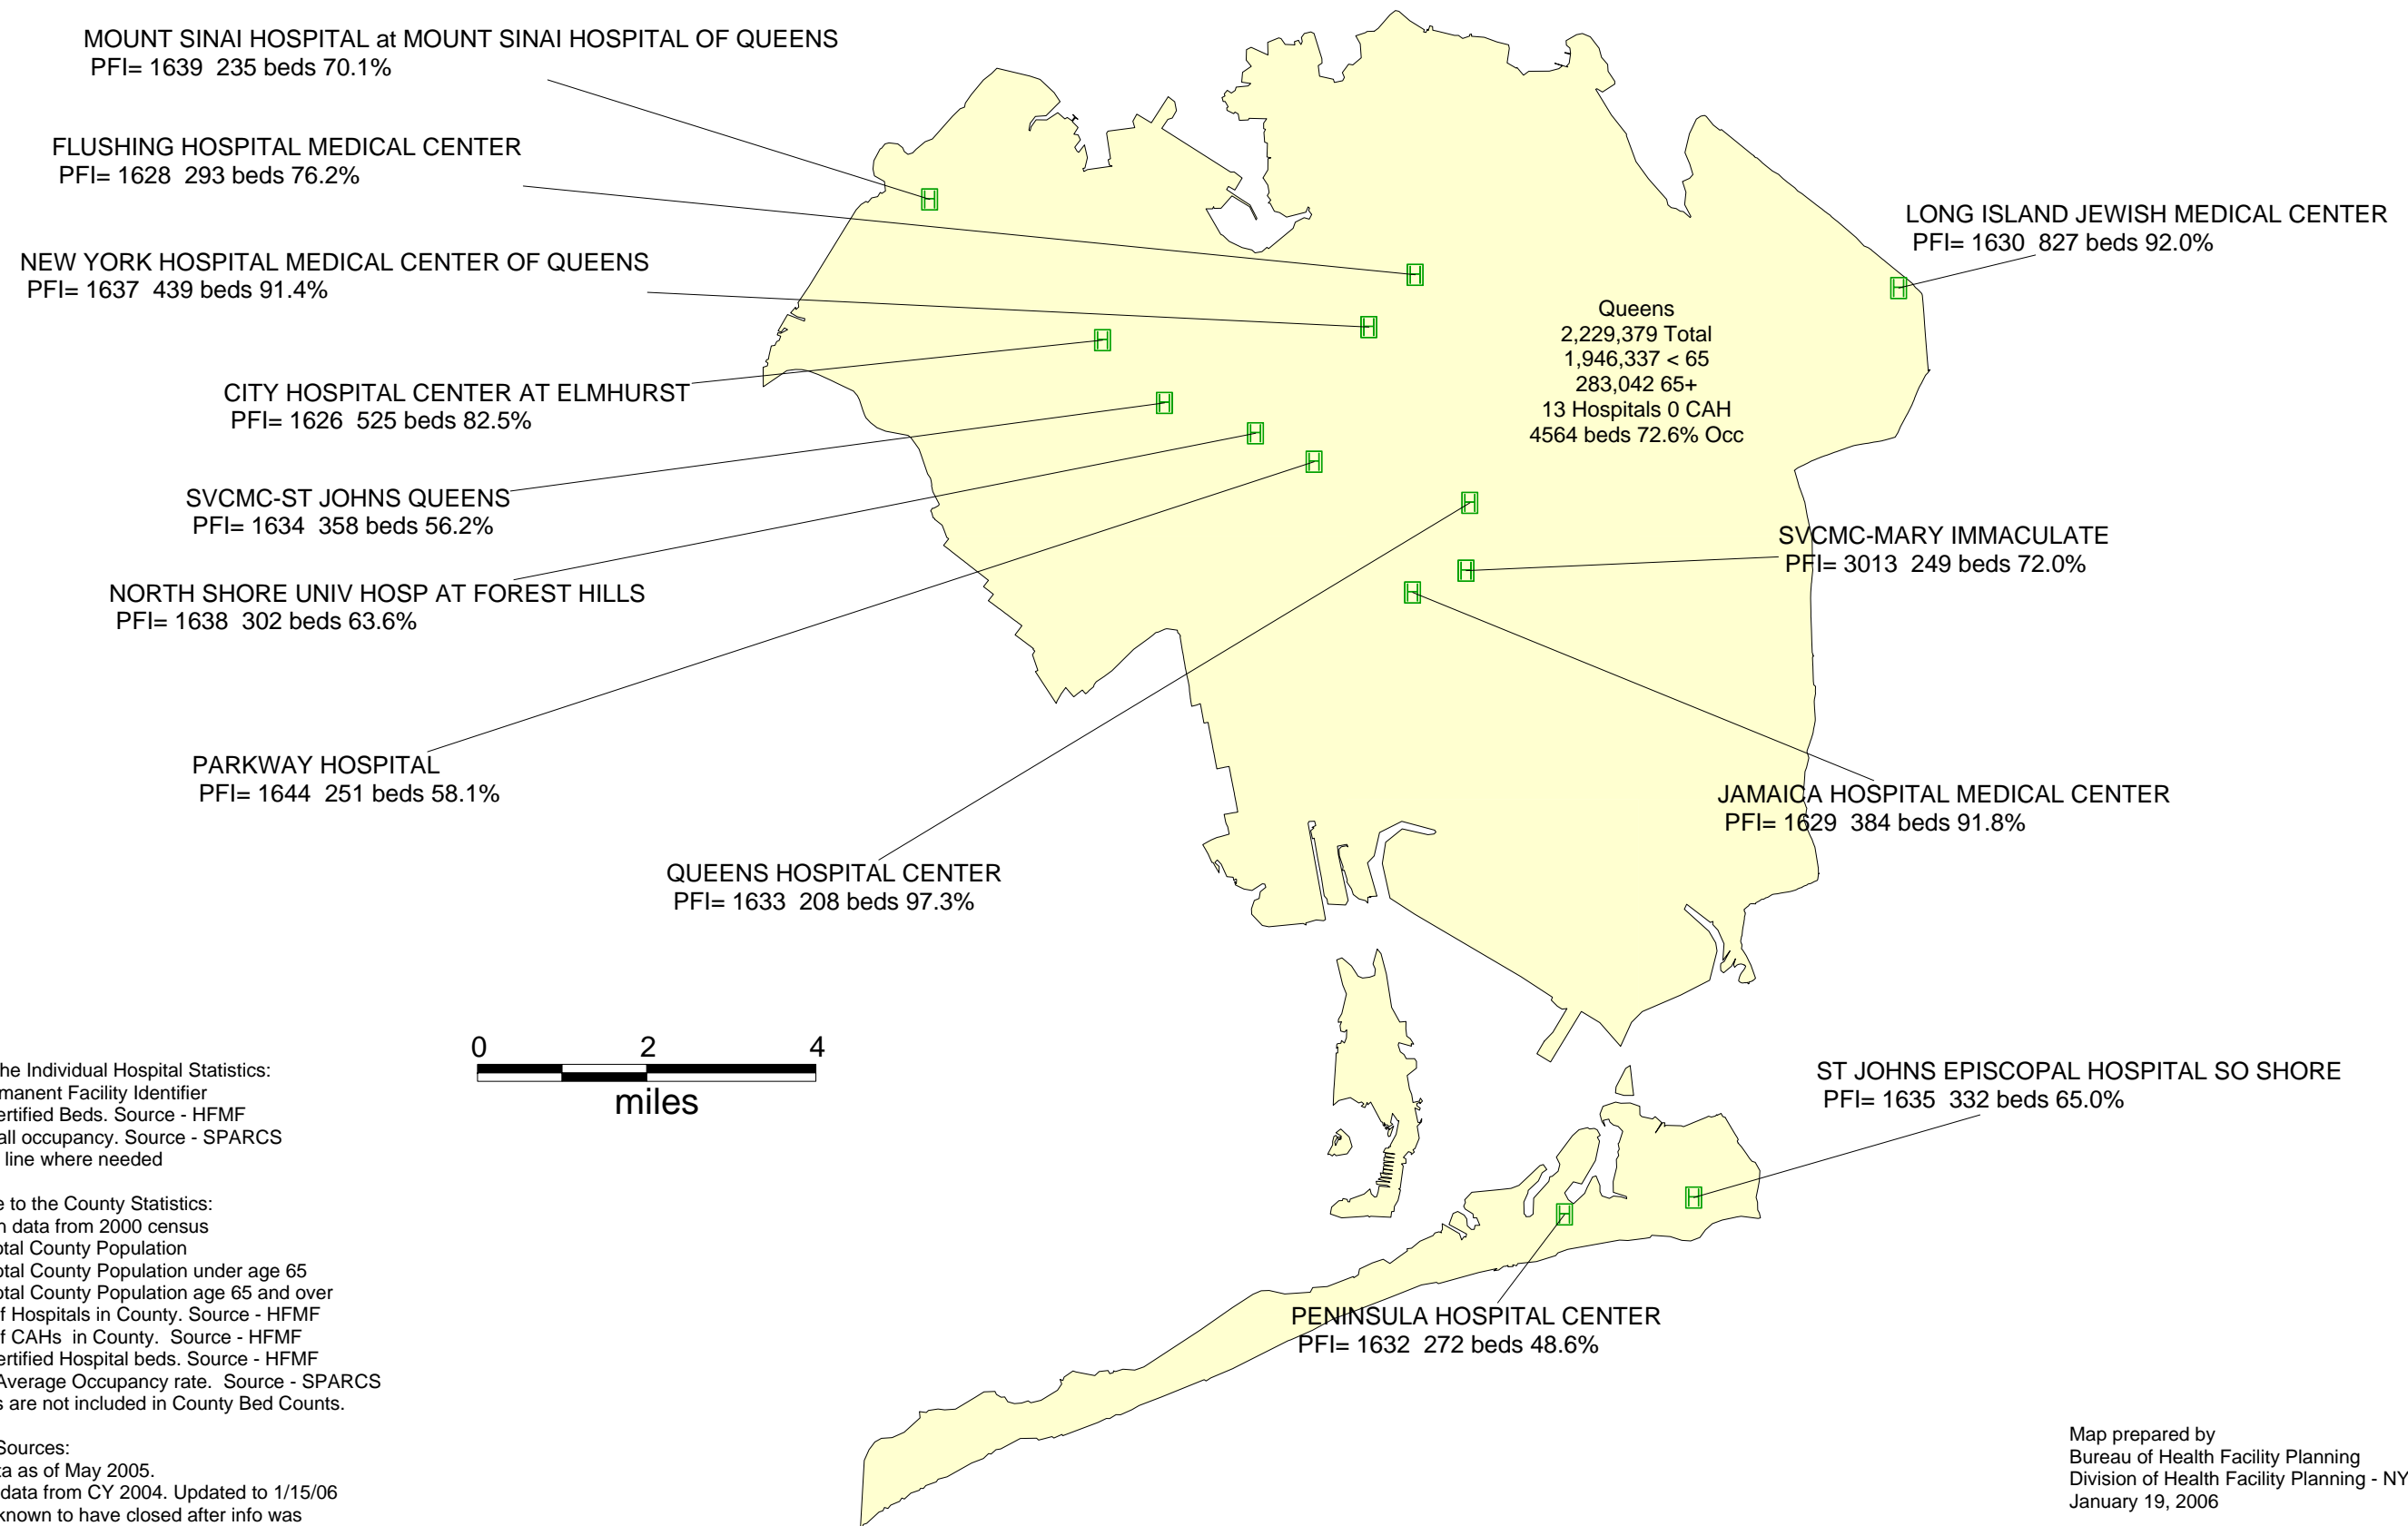 MOUNT SINAI HOSPITAL at MOUNT SINAI HOSPITAL OF QUEENS
PFI= 1639 235 beds 70.1%
FLUSHING HOSPITAL MEDICAL CENTER
PFI= 1628 293 beds 76.2%
NEW YORK HOSPITAL MEDICAL CENTER OF QUEENS
PFI= 1637 439 beds 91.4%
CITY HOSPITAL CENTER AT ELMHURST
PFI= 1626 525 beds 82.5%
SVCMC-ST JOHNS QUEENS
PFI= 1634 358 beds 56.2%
NORTH SHORE UNIV HOSP AT FOREST HILLS
PFI= 1638 302 beds 63.6%
PARKWAY HOSPITAL
PFI= 1644 251 beds 58.1%
QUEENS HOSPITAL CENTER
PFI= 1633 208 beds 97.3%
LONG ISLAND JEWISH MEDICAL CENTER
PFI= 1630 827 beds 92.0%
Queens
2,229,379 Total
1,946,337 < 65
283,042 65+
13 Hospitals 0 CAH
4564 beds 72.6% Occ
SVCMC-MARY IMMACULATE
PFI= 3013 249 beds 72.0%
JAMAICA HOSPITAL MEDICAL CENTER
PFI= 1629 384 beds 91.8%
ST JOHNS EPISCOPAL HOSPITAL SO SHORE
PFI= 1635 332 beds 65.0%
PENINSULA HOSPITAL CENTER
PFI= 1632 272 beds 48.6%
0 2 4
miles
he Individual Hospital Statistics:
manent Facility Identifier
ertified Beds. Source - HFMF
all occupancy. Source - SPARCS
line where needed
e to the County Statistics:
n data from 2000 census
otal County Population
otal County Population under age 65
otal County Population age 65 and over
f Hospitals in County. Source - HFMF
f CAHs in County. Source - HFMF
ertified Hospital beds. Source - HFMF
Average Occupancy rate. Source - SPARCS
s are not included in County Bed Counts.
Sources:
ta as of May 2005.
data from CY 2004. Updated to 1/15/06
known to have closed after info was
Map prepared by
Bureau of Health Facility Planning
Division of Health Facility Planning - NY
January 19, 2006